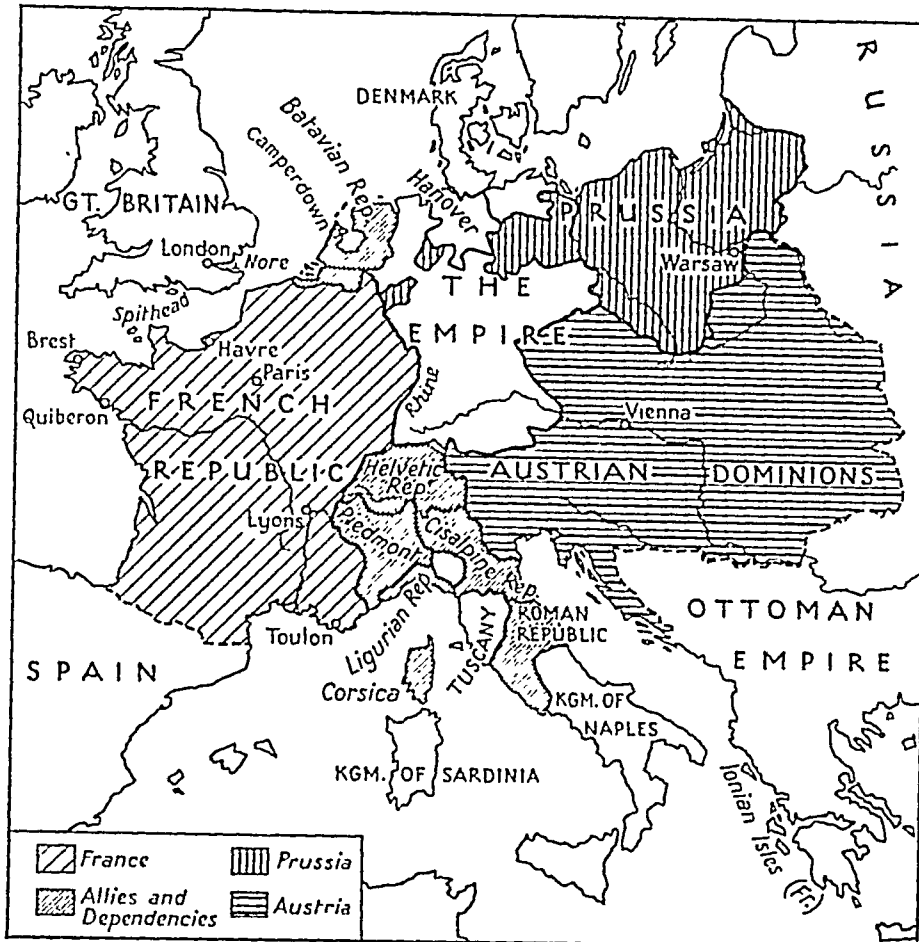 RUSSIA
DENMARK
Batavian Rep.
Camperdown
Hanover
GT. BRITAIN
PRUSSIA
London
Nore
Warsaw
THE
EMPIRE
Spithead
Brest
Havre
Paris
Rhine
FRENCH
Quiberon
Vienna
REPUBLIC
Helvetic
Rep.
AUSTRIAN
DOMINIONS
Lyons
Piedmont
Cisalpine Rep.
Ligurian Rep.
Toulon
TUSCANY
ROMAN
REPUBLIC
OTTOMAN
EMPIRE
SPAIN
Corsica
KGM. OF
NAPLES
KGM. OF SARDINIA
Ionian Isles (Fr.)
France
Prussia
Allies and
Dependencies
Austria